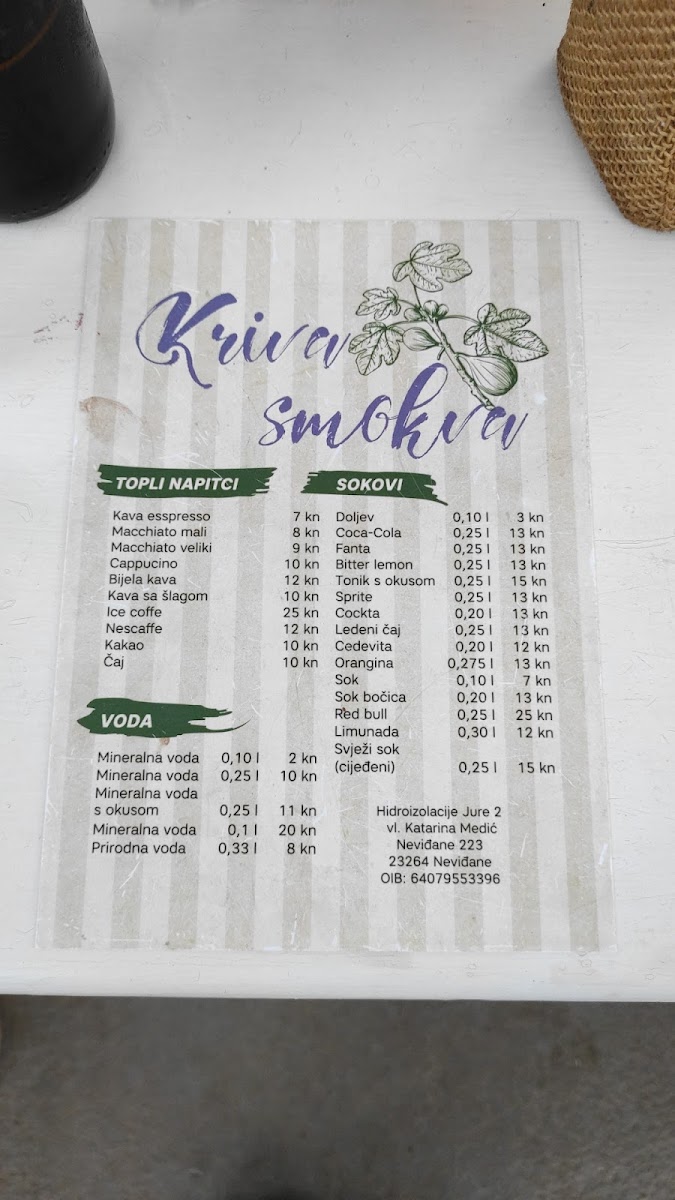 Kriva
smokva
TOPLI NAPITCI
Kava esspresso 7 kn
Macchiato mali 8 kn
Macchiato veliki 9 kn
Cappucino 10 kn
Bijela kava 12 kn
Kava sa šlagom 10 kn
Ice coffe 25 kn
Nescaffe 12 kn
Kakao 10 kn
Čaj 10 kn
VODA
Mineralna voda 0,10 l 2 kn
Mineralna voda 0,25 l 10 kn
Mineralna voda
s okusom 0,25 l 11 kn
Mineralna voda 0,1 l 20 kn
Prirodna voda 0,33 l 8 kn
SOKOVI
Doljev 0,10 l 3 kn
Coca-Cola 0,25 l 13 kn
Fanta 0,25 l 13 kn
Bitter lemon 0,25 l 13 kn
Tonik s okusom 0,25 l 15 kn
Sprite 0,25 l 13 kn
Cockta 0,20 l 13 kn
Ledeni čaj 0,25 l 13 kn
Cedevita 0,20 l 12 kn
Orangina 0,275 l 13 kn
Sok 0,10 l 7 kn
Sok bočica 0,20 l 13 kn
Red bull 0,25 l 25 kn
Limunada 0,30 l 12 kn
Svježi sok
(cijeđeni) 0,25 l 15 kn
Hidroizolacije Jure 2
vl. Katarina Medić
Neviđane 223
23264 Neviđane
OIB: 64079553396